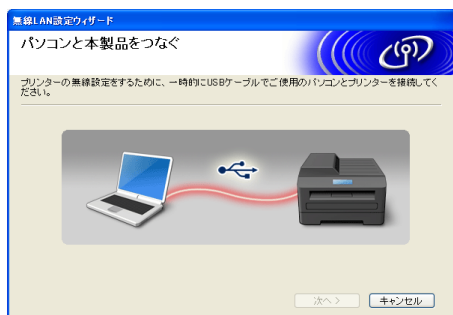 無線LAN設定ウィザード
パソコンと本製品をつなぐ
プリンターの無線設定をするために、一時的にUSBケーブルでご使用のパソコンとプリンターを接続してく
ださい。
次へ >
キャンセル